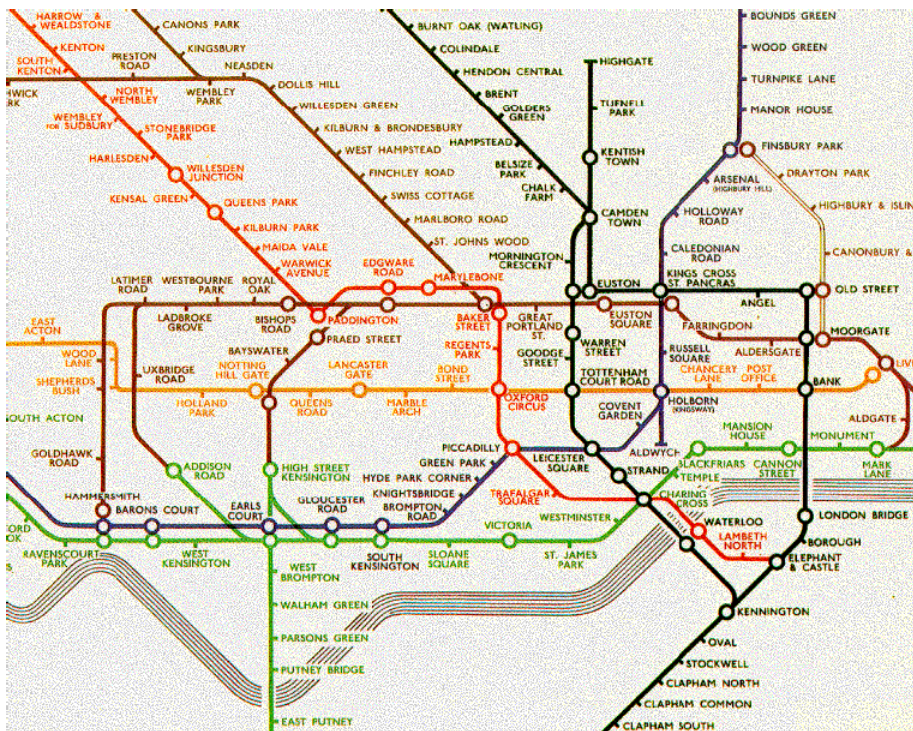 HARROW &
WEALDSTONE
KENTON
SOUTH
KENTON
CANONS PARK
KINGSBURY
PRESTON
ROAD
NEASDEN
WEMBLEY
PARK
NORTH
WEMBLEY
WEMBLEY
FOR SUDBURY
STONEBRIDGE
PARK
HARLESDEN
WILLESDEN
JUNCTION
KENSAL GREEN
QUEENS PARK
KILBURN PARK
MAIDA VALE
WARWICK
AVENUE
DOLLIS HILL
WILLESDEN GREEN
KILBURN & BRONDESBURY
WEST HAMPSTEAD
FINCHLEY ROAD
SWISS COTTAGE
MARLBORO ROAD
ST. JOHNS WOOD
BURNT OAK (WATLING)
COLINDALE
HENDON CENTRAL
BRENT
GOLDERS
GREEN
HAMPSTEAD
BELSIZE
PARK
CHALK
FARM
HIGHGATE
TUFNELL
PARK
KENTISH
TOWN
CAMDEN
TOWN
MORNINGTON
CRESCENT
BOUNDS GREEN
WOOD GREEN
TURNPIKE LANE
MANOR HOUSE
FINSBURY PARK
DRAYTON PARK
ARSENAL
(HIGHBURY HILL)
HIGHBURY & ISLIN
HOLLOWAY
ROAD
CALEDONIAN
ROAD
CANONBURY &
KINGS CROSS
ST. PANCRAS
EUSTON
ANGEL
OLD STREET
LATIMER
ROAD
WESTBOURNE
PARK
ROYAL
OAK
EDGWARE
ROAD
MARYLEBONE
LADBROKE
GROVE
BISHOPS
ROAD
PADDINGTON
BAKER
STREET
GREAT
PORTLAND
ST.
EUSTON
SQUARE
FARRINGDON
MOORGATE
ALDERSGATE
EAST
ACTON
WOOD
LANE
PRAED STREET
BAYSWATER
REGENTS
PARK
GOODGE
STREET
WARREN
STREET
RUSSELL
SQUARE
SHEPHERDS
BUSH
UXBRIDGE
ROAD
NOTTING
HILL GATE
LANCASTER
GATE
BOND
STREET
TOTTENHAM
COURT ROAD
CHANCERY
LANE
POST
OFFICE
BANK
HOLLAND
PARK
QUEENS
ROAD
MARBLE
ARCH
OXFORD
CIRCUS
COVENT
GARDEN
HOLBORN
(KINGSWAY)
ALDGATE
GOLDHAWK
ROAD
ADDISON
ROAD
HIGH STREET
KENSINGTON
PICCADILLY
GREEN PARK
HYDE PARK CORNER
KNIGHTSBRIDGE
BROMPTON
ROAD
LEICESTER
SQUARE
ALDWYCH
STRAND
BLACKFRIARS
TEMPLE
CHARING
CROSS
MANSION
HOUSE
CANNON
STREET
MONUMENT
MARK
LANE
HAMMERSMITH
BARONS COURT
EARLS
COURT
GLOUCESTER
ROAD
TRAFALGAR
SQUARE
WESTMINSTER
VICTORIA
RAVENSCOURT
PARK
WEST
KENSINGTON
WEST
BROMPTON
SOUTH
KENSINGTON
SLOANE
SQUARE
ST. JAMES
PARK
WATERLOO
LAMBETH
NORTH
LONDON BRIDGE
BOROUGH
ELEPHANT
& CASTLE
KENNINGTON
WALHAM GREEN
PARSONS GREEN
PUTNEY BRIDGE
EAST PUTNEY
OVAL
STOCKWELL
CLAPHAM NORTH
CLAPHAM COMMON
CLAPHAM SOUTH